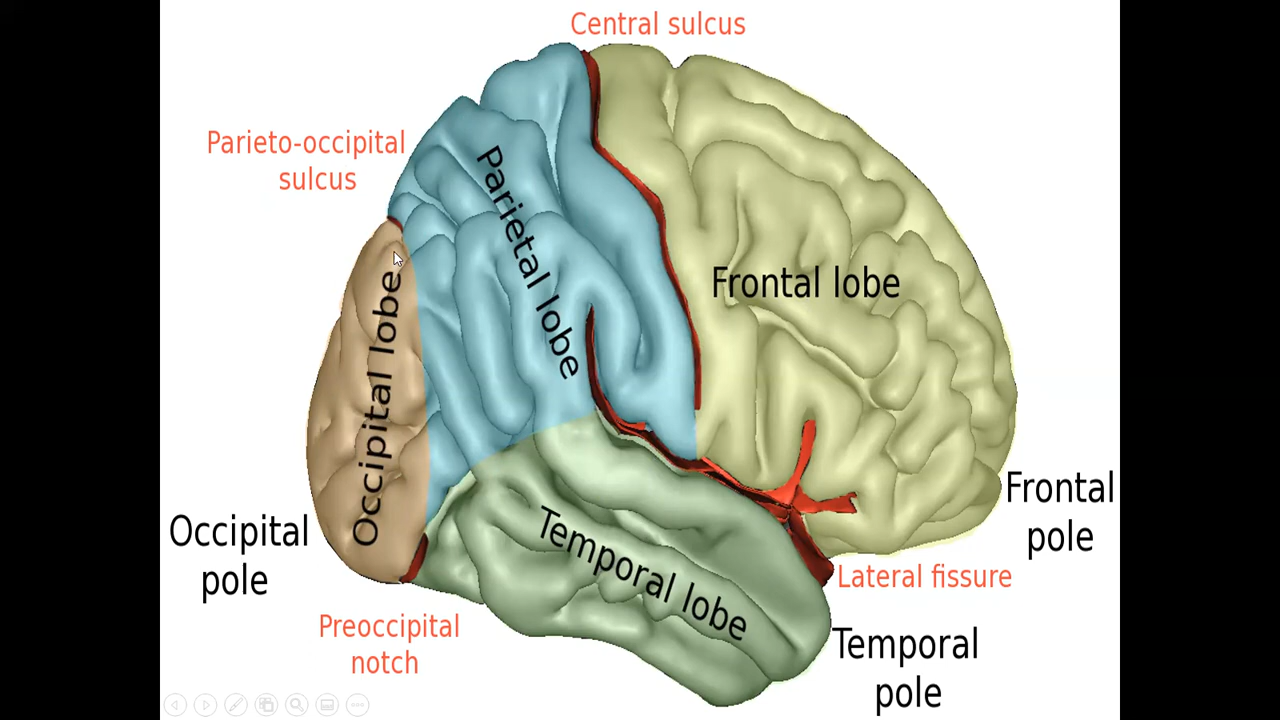 Central sulcus
Parieto-occipital
sulcus
Parietal lobe
Frontal lobe
Occipital lobe
Frontal
pole
Occipital
pole
Temporal lobe
Lateral fissure
Preoccipital
notch
Temporal
pole